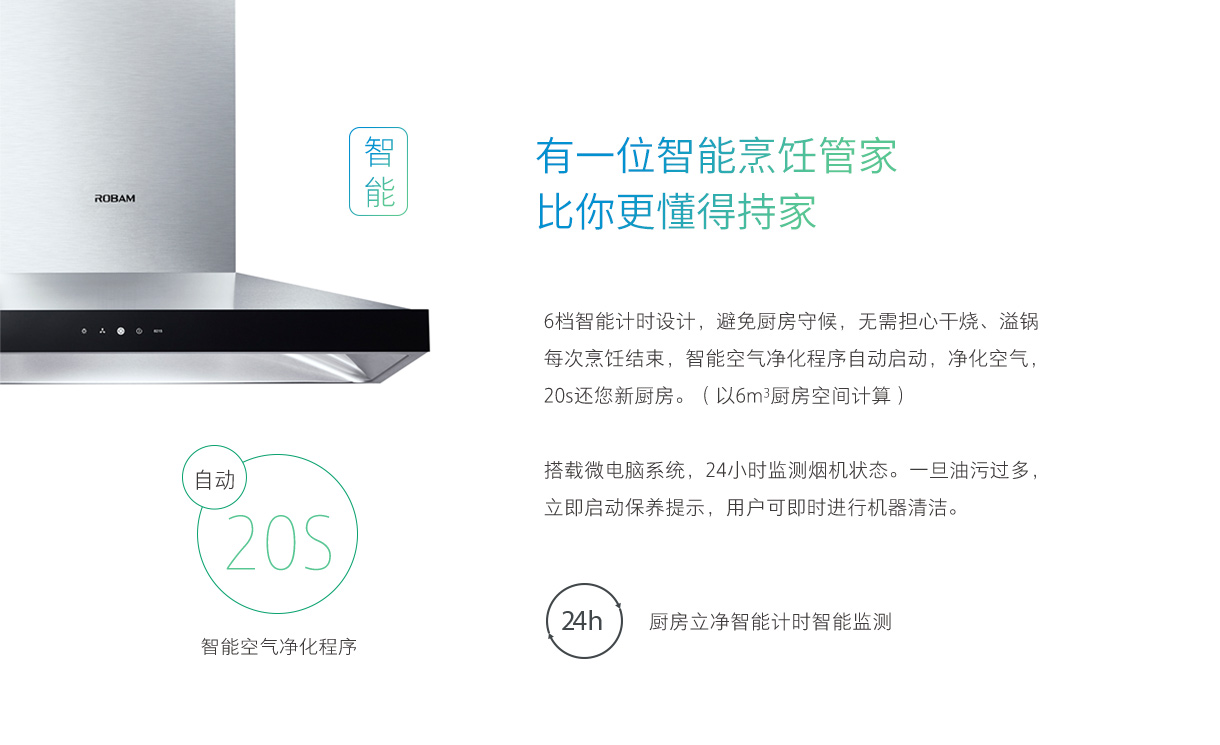 ROBAM
智能
有一位智能烹饪管家
比你更懂得持家
6档智能计时设计，避免厨房守候，无需担心干烧、溢锅
每次烹饪结束，智能空气净化程序自动启动，净化空气，
20s还您新厨房。（以6m³厨房空间计算）
搭载微电脑系统，24小时监测烟机状态。一旦油污过多，
立即启动保养提示，用户可即时进行机器清洁。
自动
20S
智能空气净化程序
24h
厨房立净智能计时智能监测